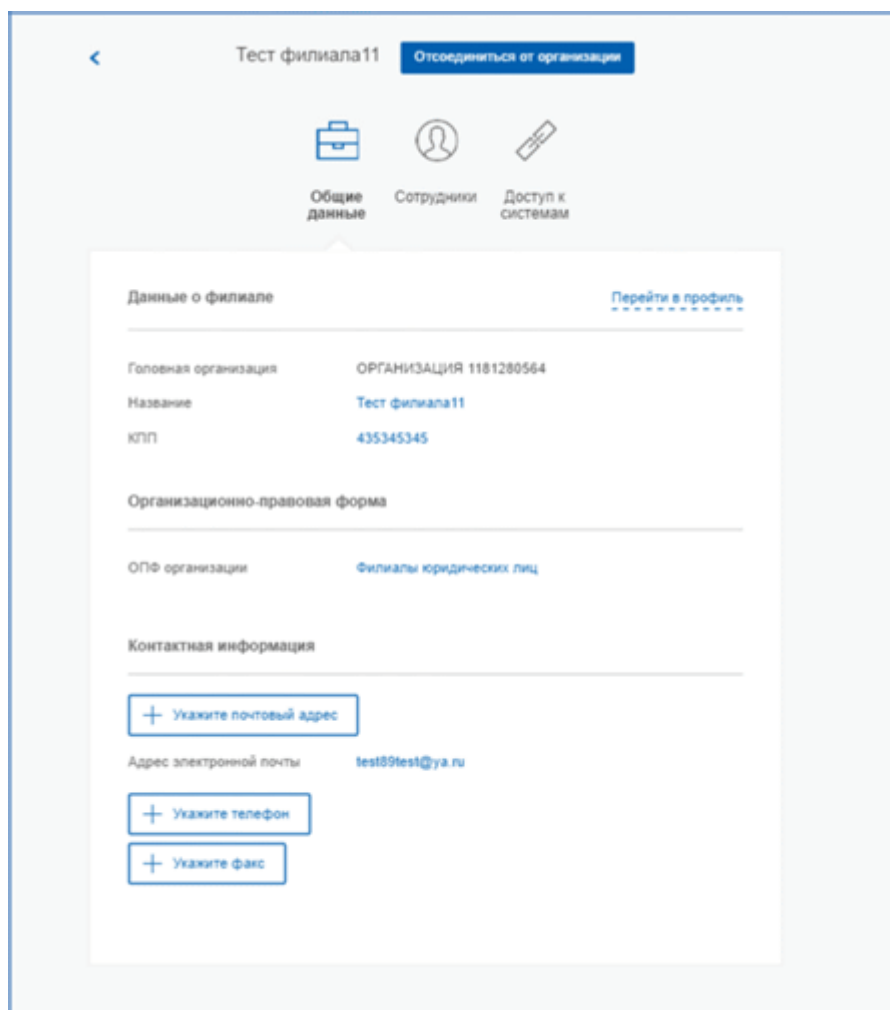 Тест филиала11 Отсоединиться от организации
Общие данные Сотрудники Доступ к системам
Данные о филиале Перейти в профиль
Головная организация ОРГАНИЗАЦИЯ 1181280564
Название Тест филиала11
КПП 435345345
Организационно-правовая форма
ОПФ организации Филиалы юридических лиц
Контактная информация
Укажите почтовый адрес
Адрес электронной почты test89test@ya.ru
Укажите телефон
Укажите факс